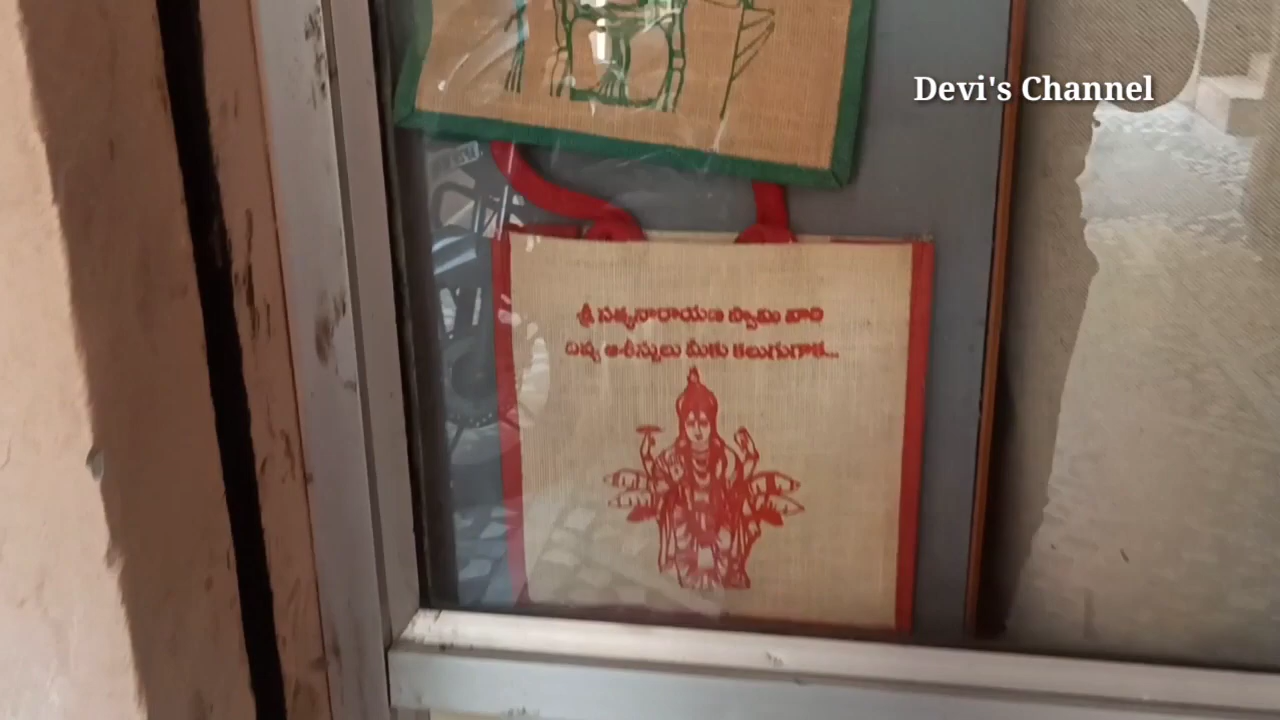 Devi's Channel
శ్రీ సత్యనారాయణ స్వామి వారి
దివ్య ఆశీస్సులు మీకు కలుగుగాక...